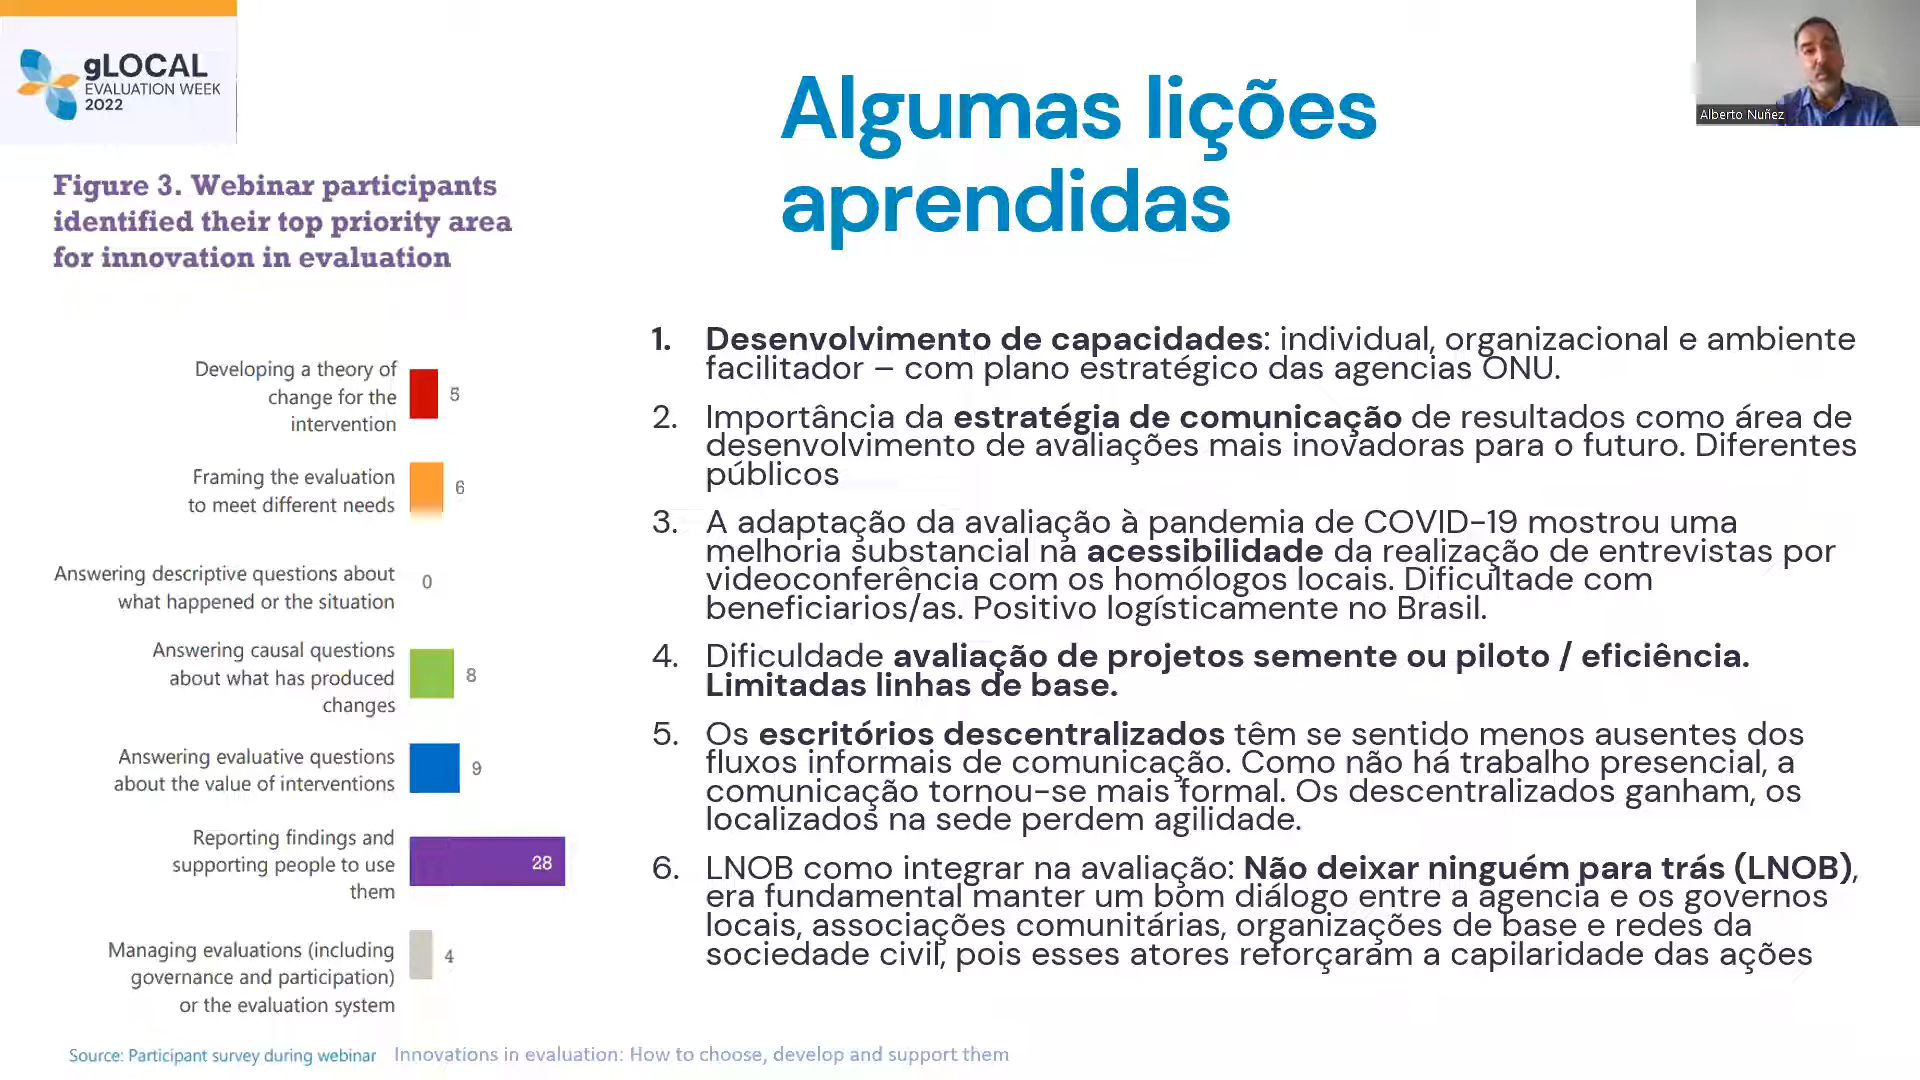 gLOCAL
EVALUATION WEEK
2022
Algumas lições
aprendidas
Alberto Nuñez
Figure 3. Webinar participants
identified their top priority area
for innovation in evaluation
Developing a theory of
change for the
intervention
5
Framing the evaluation
to meet different needs
6
Answering descriptive questions about
what happened or the situation
0
Answering causal questions
about what has produced
changes
8
Answering evaluative questions
about the value of interventions
9
Reporting findings and
supporting people to use
them
28
Managing evaluations (including
governance and participation)
or the evaluation system
4
1. Desenvolvimento de capacidades: individual, organizacional e ambiente
facilitador – com plano estratégico das agencias ONU.
2. Importância da estratégia de comunicação de resultados como área de
desenvolvimento de avaliações mais inovadoras para o futuro. Diferentes
públicos
3. A adaptação da avaliação à pandemia de COVID-19 mostrou uma
melhoria substancial na acessibilidade da realização de entrevistas por
videoconferência com os homólogos locais. Dificultade com
beneficiarios/as. Positivo logísticamente no Brasil.
4. Dificuldade avaliação de projetos semente ou piloto / eficiência.
Limitadas linhas de base.
5. Os escritórios descentralizados têm se sentido menos ausentes dos
fluxos informais de comunicação. Como não há trabalho presencial, a
comunicação tornou-se mais formal. Os descentralizados ganham, os
localizados na sede perdem agilidade.
6. LNOB como integrar na avaliação: Não deixar ninguém para trás (LNOB),
era fundamental manter um bom diálogo entre a agencia e os governos
locais, associações comunitárias, organizações de base e redes da
sociedade civil, pois esses atores reforçaram a capilaridade das ações
Source: Participant survey during webinar Innovations in evaluation: How to choose, develop and support them